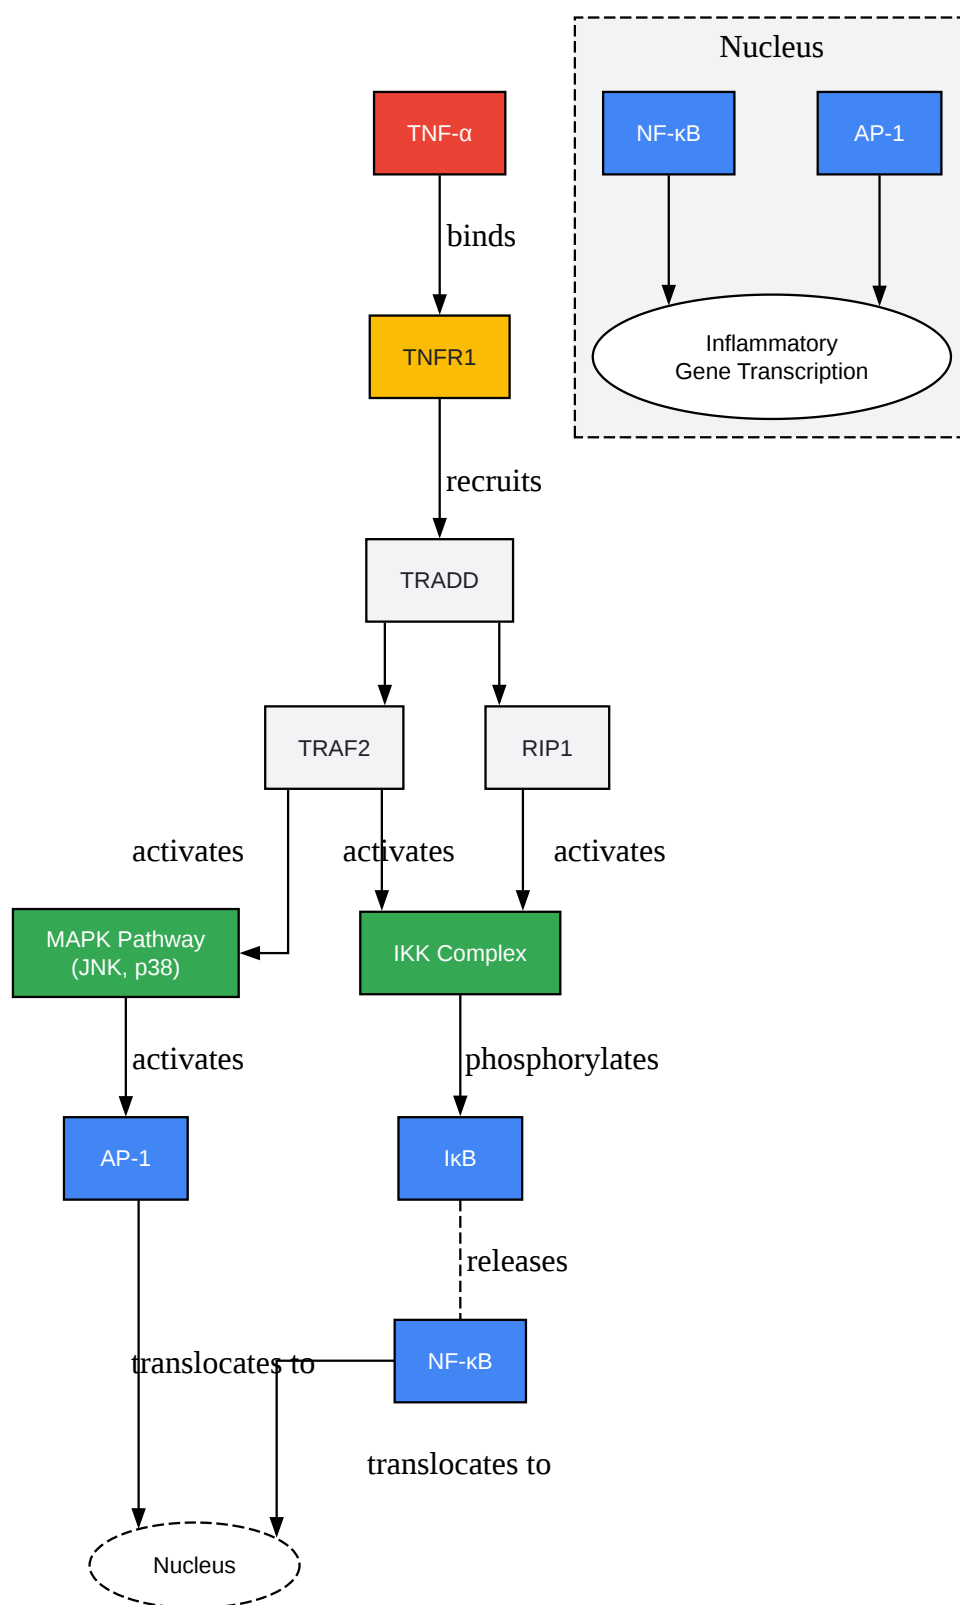 Nucleus
TNF-α
NF-κB
AP-1
binds
Inflammatory
Gene Transcription
TNFR1
recruits
TRADD
TRAF2
RIP1
activates
activates
activates
MAPK Pathway
(JNK, p38)
IKK Complex
activates
phosphorylates
AP-1
IκB
releases
translocates to
NF-κB
translocates to
Nucleus